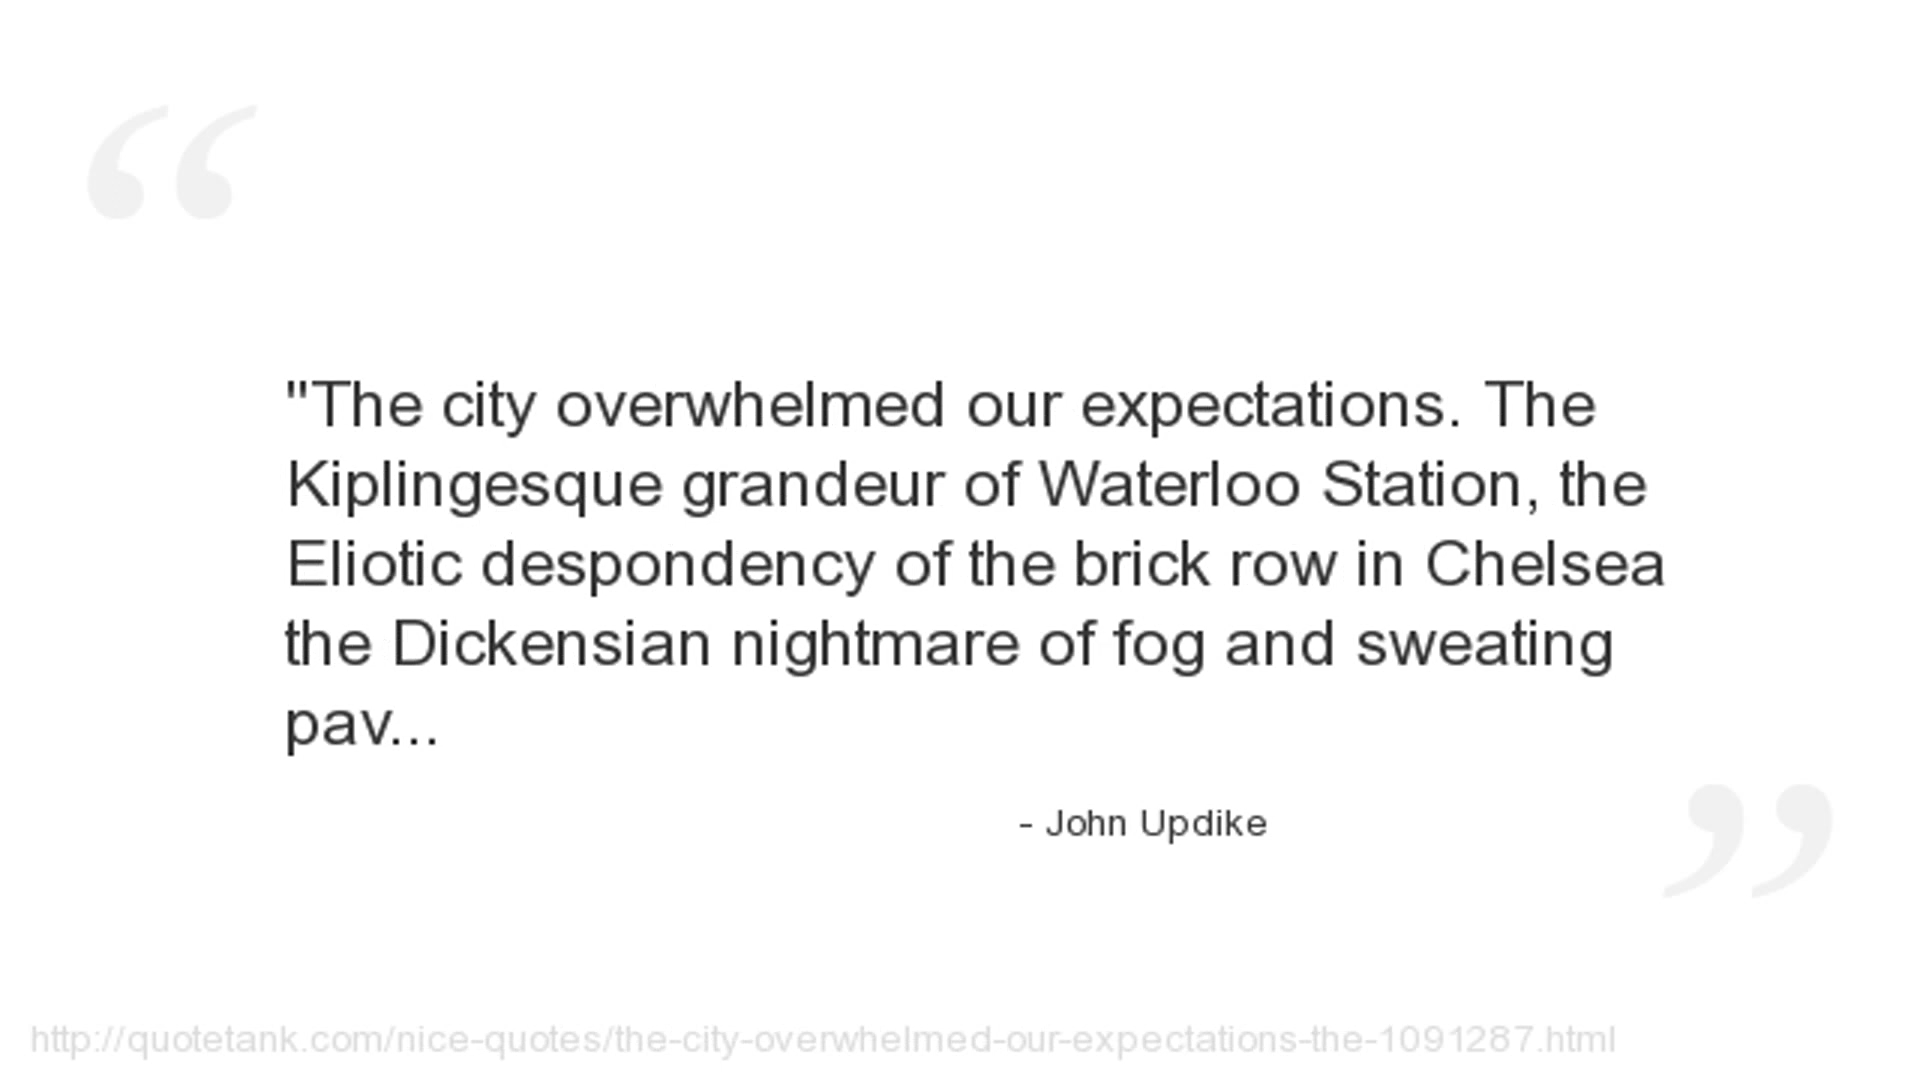 "The city overwhelmed our expectations. The
Kiplingesque grandeur of Waterloo Station, the
Eliotic despondency of the brick row in Chelsea
the Dickensian nightmare of fog and sweating
pav...
- John Updike
http://quotetank.com/nice-quotes/the-city-overwhelmed-our-expectations-the-1091287.html